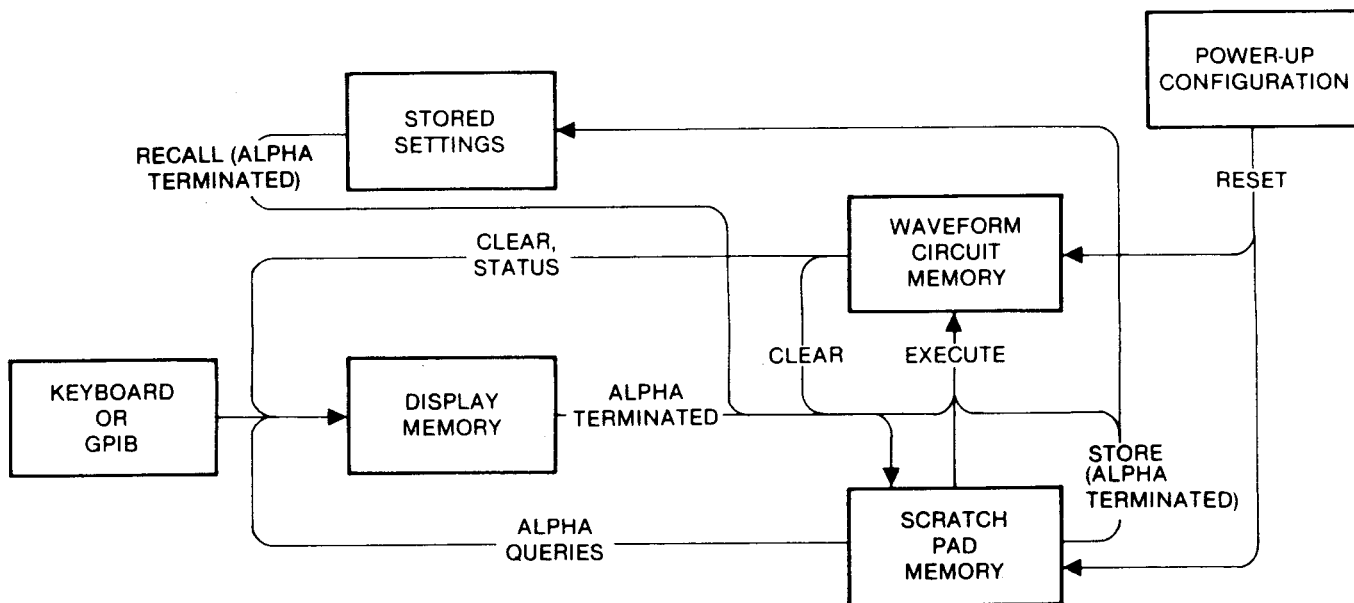 POWER-UP
CONFIGURATION
STORED
SETTINGS
RECALL (ALPHA
TERMINATED)
RESET
WAVEFORM
CIRCUIT
MEMORY
CLEAR,
STATUS
CLEAR
EXECUTE
KEYBOARD
OR
GPIB
DISPLAY
MEMORY
ALPHA
TERMINATED
STORE
(ALPHA
TERMINATED)
SCRATCH
PAD
MEMORY
ALPHA
QUERIES